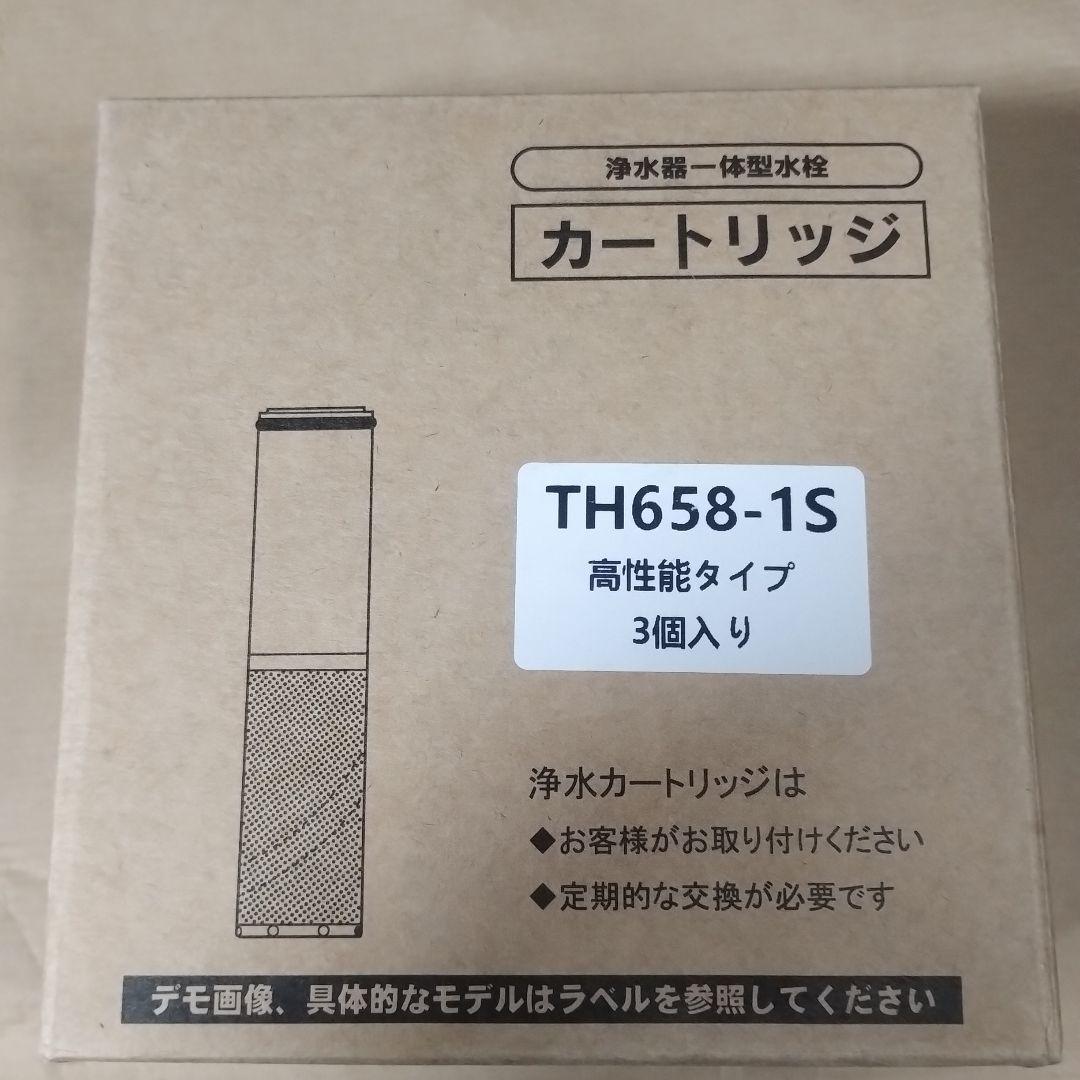 浄水器一体型水栓
カートリッジ
TH658-1S
高性能タイプ
3個入り
浄水カートリッジは
◆お客様がお取り付けください
◆定期的な交換が必要です
デモ画像、具体的なモデルはラベルを参照してください